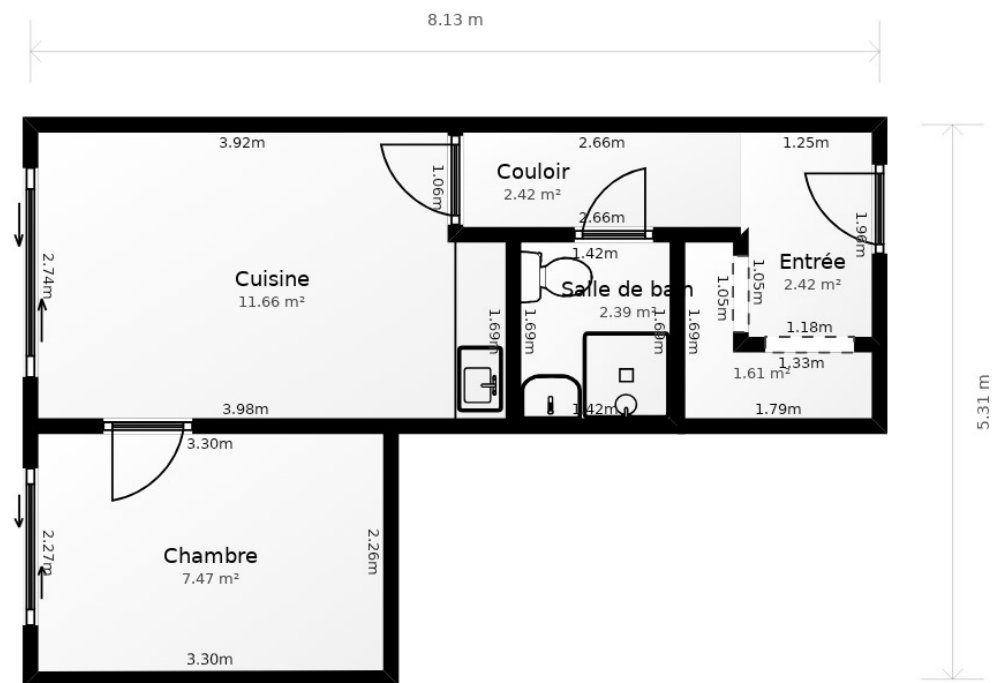 8.13 m
3.92m
2.66m
1.25m
Couloir
2.42 m²
1.06m
2.66m
1.96m
1.42m
Cuisine
11.66 m²
2.74m
Salle de bain
2.39 m²
Entrée
2.42 m²
1.05m
1.05m
1.69m
1.69m
1.69m
1.69m
1.18m
1.33m
1.61 m²
3.98m
1.42m
1.79m
5.31 m
3.30m
2.27m
2.26m
Chambre
7.47 m²
3.30m